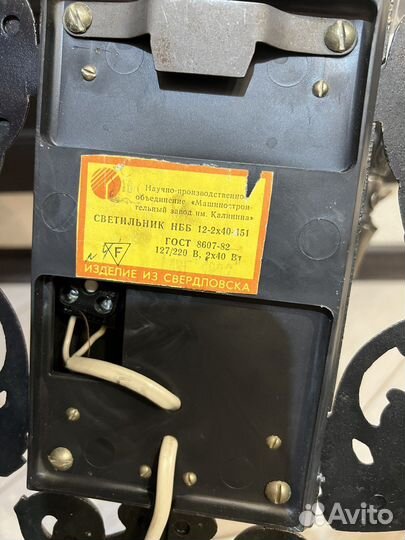 Научно-производственное
объединение «Машинострои-
тельный завод им. Калинина»
СВЕТИЛЬНИК НББ 12-2х40-151
ГОСТ 8607-82
127/220 В, 2х40 Вт
ИЗДЕЛИЕ ИЗ СВЕРДЛОВСКА
Avito